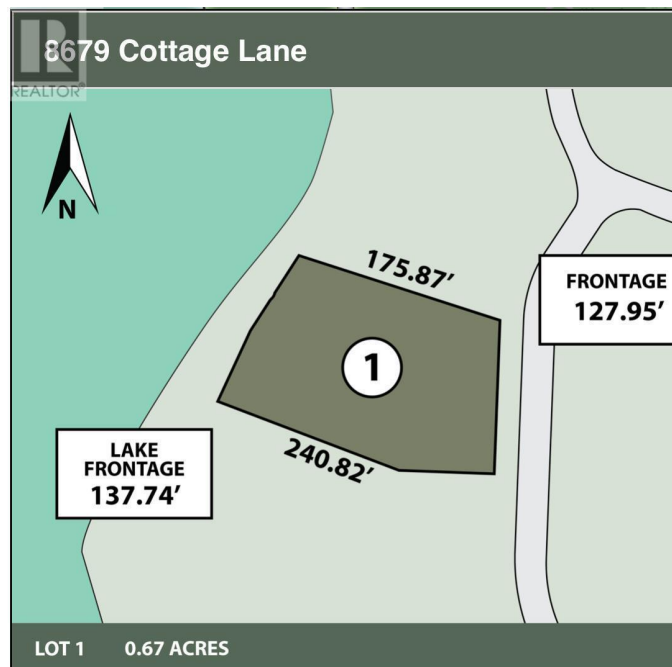 8679 Cottage Lane
R
REALTOR®
N
175.87'
FRONTAGE
127.95'
1
LAKE
FRONTAGE
137.74'
240.82'
LOT 1 0.67 ACRES